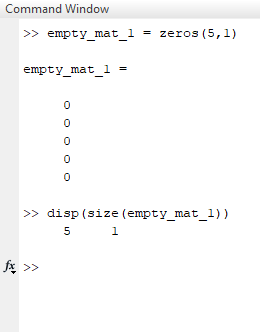 Command Window
>> empty_mat_1 = zeros(5,1)
empty_mat_1 =
0
0
0
0
0
>> disp(size(empty_mat_1))
5     1
fx >>